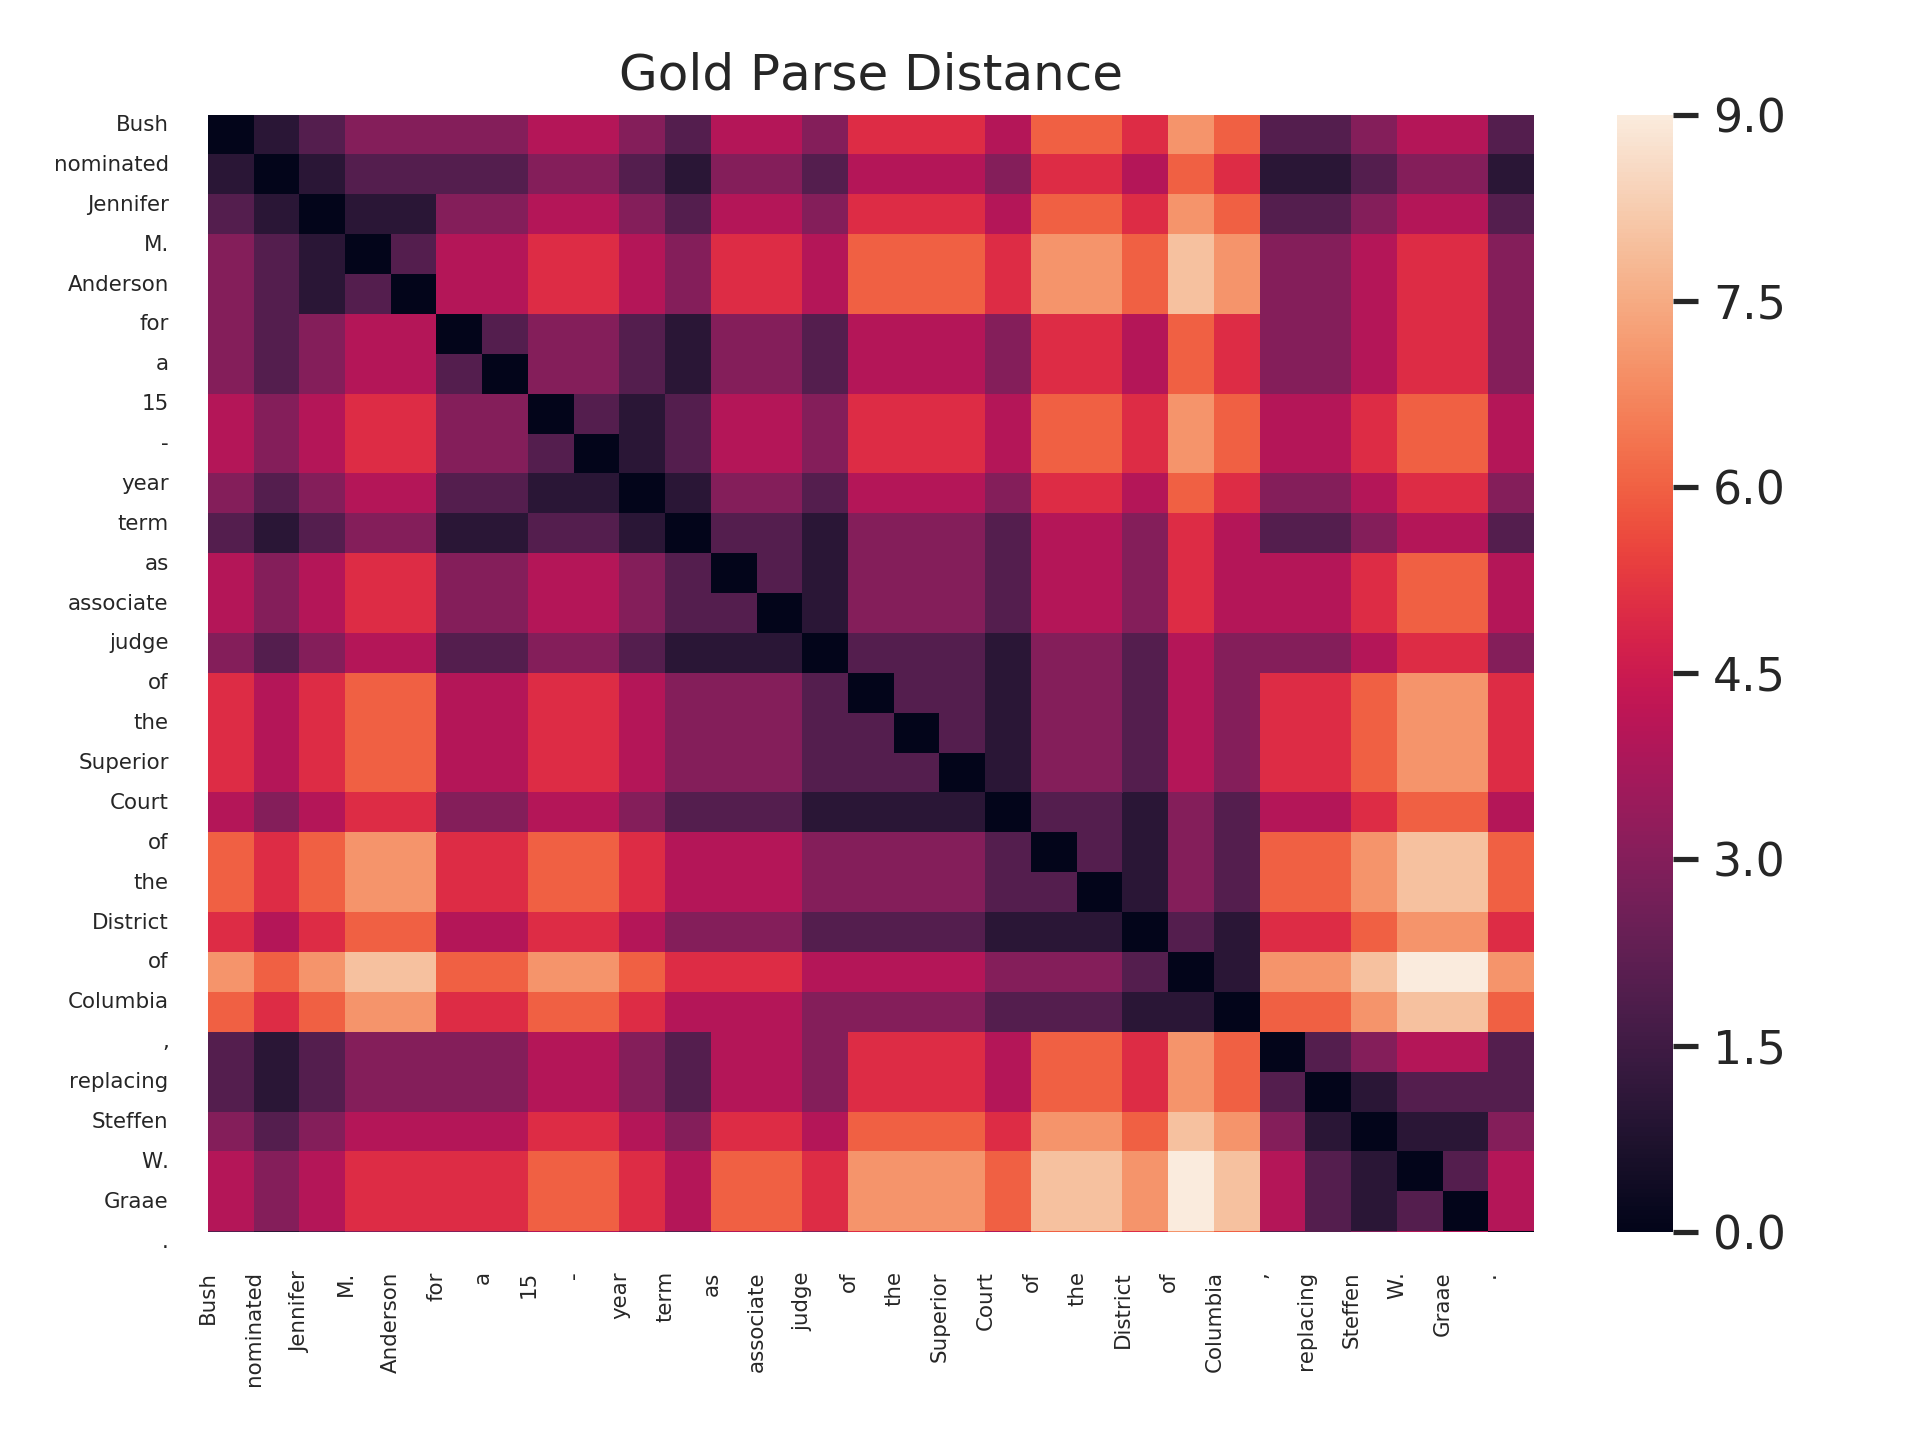 Gold Parse Distance
Bush
nominated
Jennifer
M.
Anderson
for
a
15
-
year
term
as
associate
judge
of
the
Superior
Court
of
the
District
of
Columbia
,
replacing
Steffen
W.
Graae
.
9.0
7.5
6.0
4.5
3.0
1.5
0.0
Bush
nominated
Jennifer
M.
Anderson
for
a
15
-
year
term
as
associate
judge
of
the
Superior
Court
of
the
District
of
Columbia
,
replacing
Steffen
W.
Graae
.